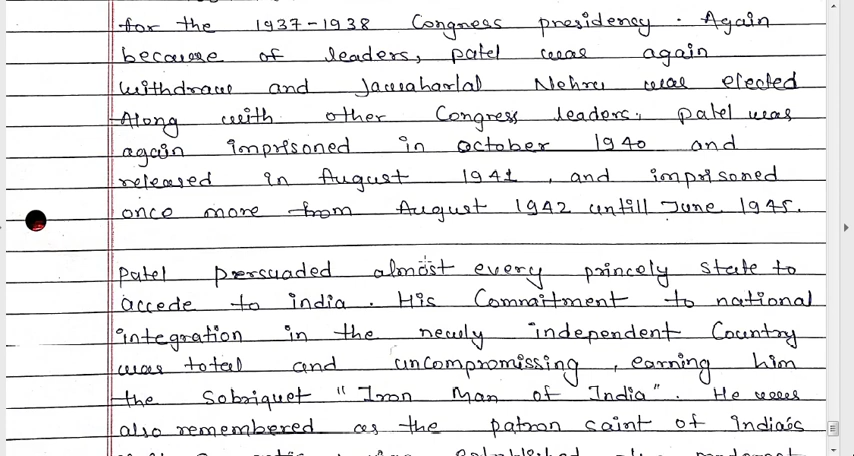 for the 1937-1938 Congress presidency. Again
because of leaders, patel was again
withdraw and Jawaharlal Nehru was elected
Along with other Congress leaders, patel was
again imprisoned in october 1940 and
released in August 1941, and imprisoned
once more from August 1942 untill June 1945.
patel persuaded almost every princely state to
accede to india. His Commitment to national
integration in the newly independent Country
was total and uncompromissing, earning him
the Sobriquet "Iron Man of India". He was
also remembered as the patron saint of India's